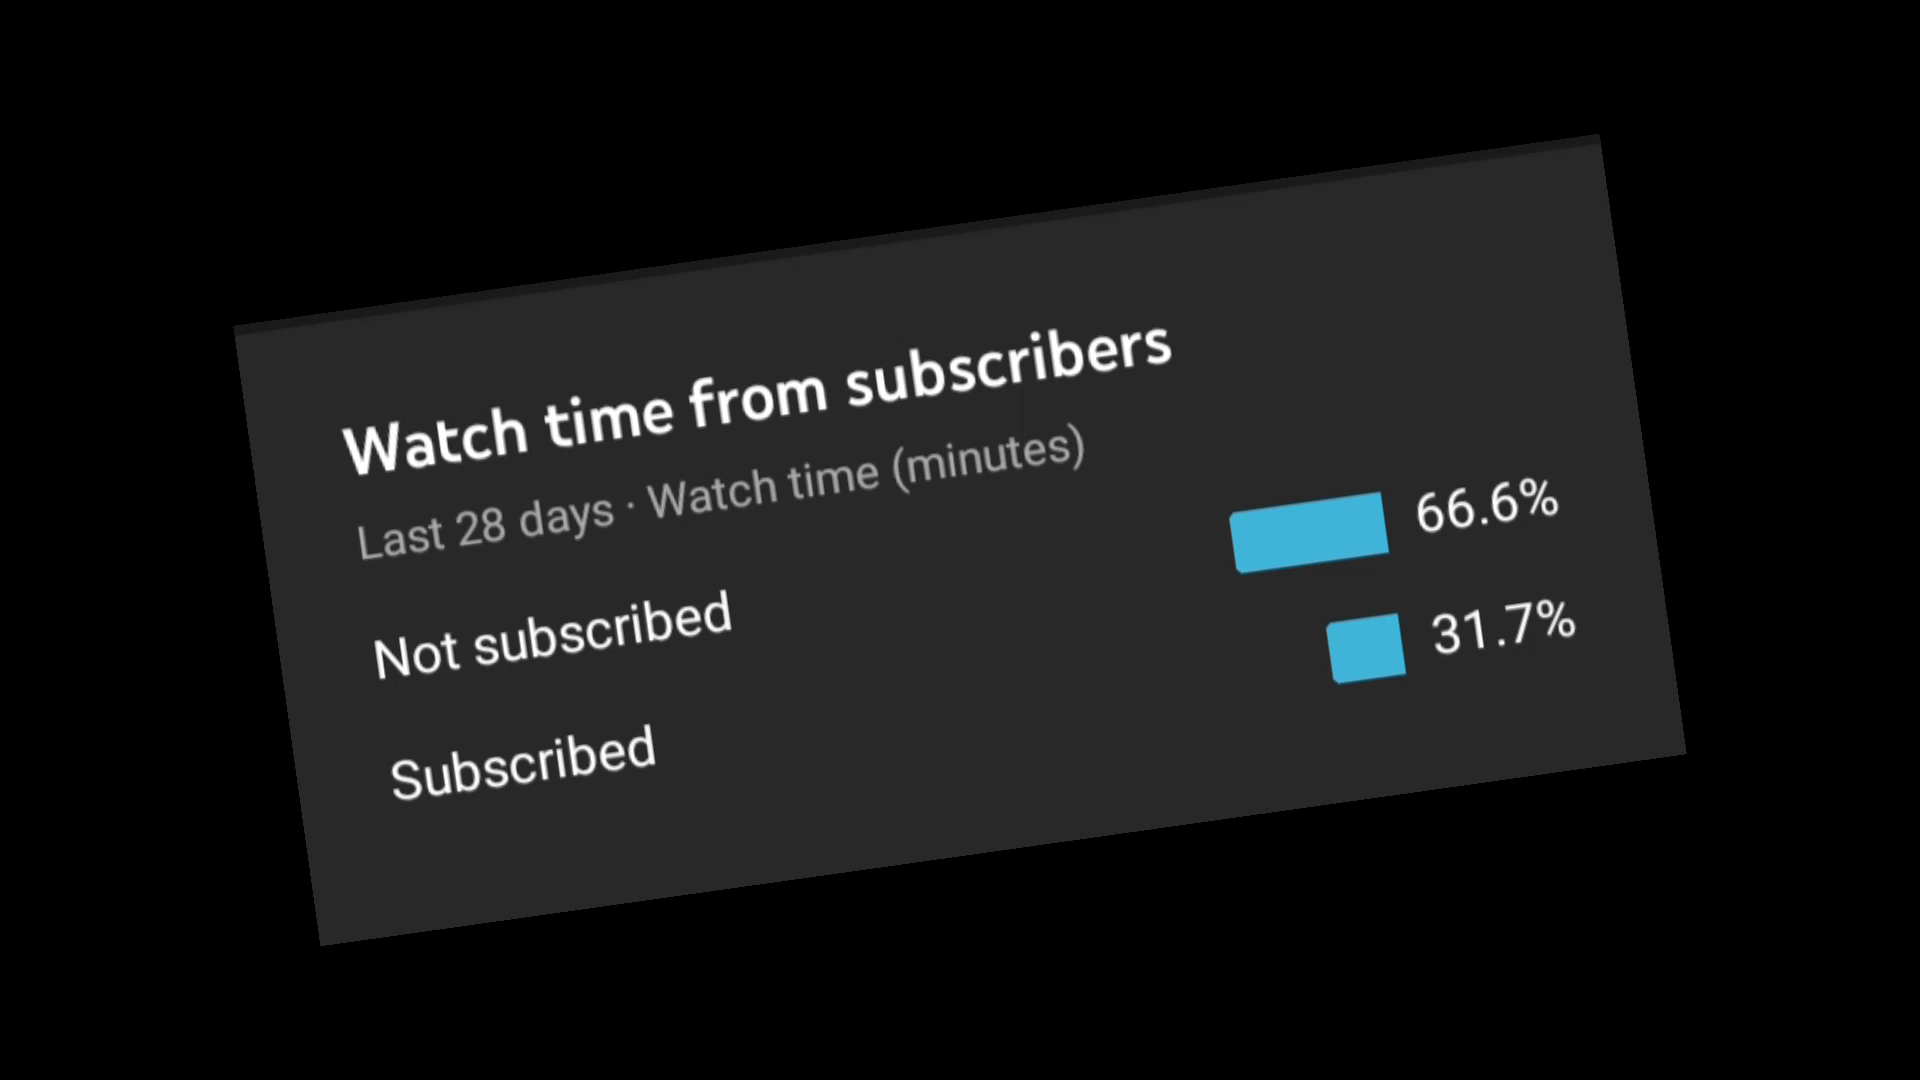 Watch time from subscribers
Last 28 days · Watch time (minutes)
Not subscribed 66.6%
Subscribed 31.7%